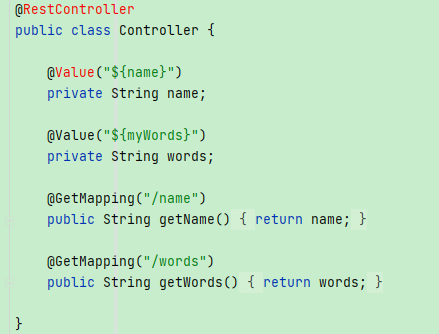 @RestController
public class Controller {
@Value("${name}")
private String name;
@Value("${myWords}")
private String words;
@GetMapping("/name")
public String getName() { return name; }
@GetMapping("/words")
public String getWords() { return words; }
}